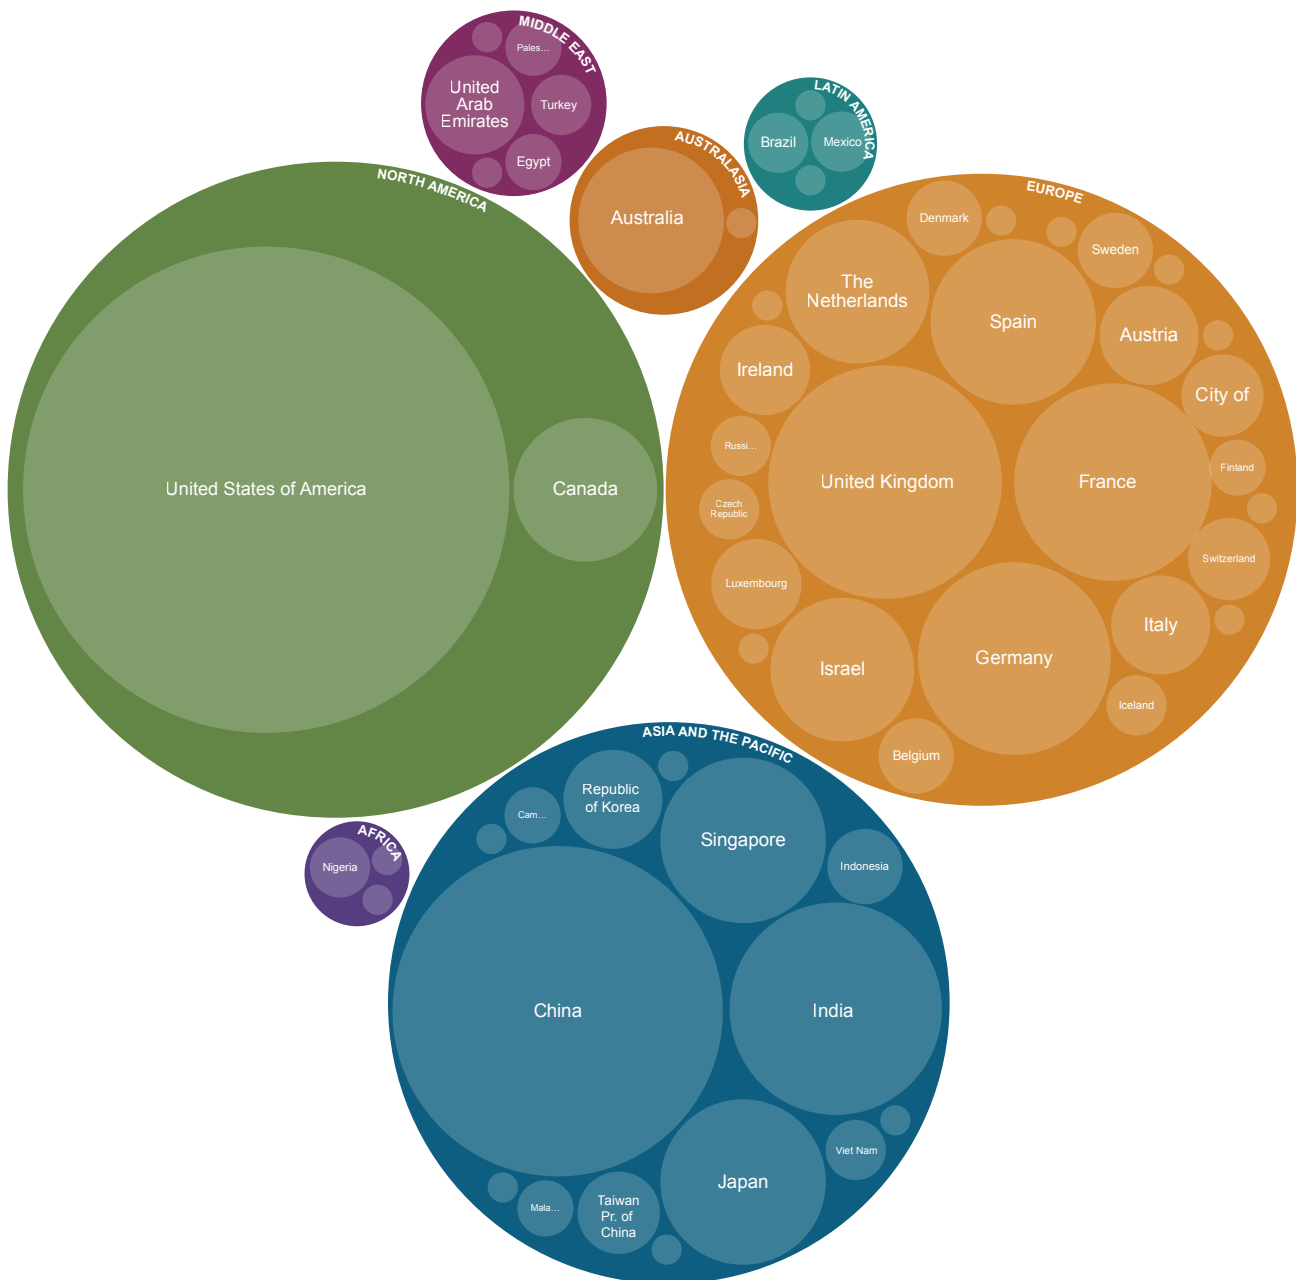 MIDDLE EAST
Pales...
United
Arab
Emirates
Turkey
Egypt
LATIN AMERICA
Brazil
Mexico
AUSTRALASIA
Australia
NORTH AMERICA
United States of America
Canada
EUROPE
Denmark
Sweden
The
Netherlands
Spain
Austria
Ireland
City of
Russi...
United Kingdom
France
Finland
Czech
Republic
Switzerland
Luxembourg
Italy
Israel
Germany
Iceland
Belgium
ASIA AND THE PACIFIC
Republic
of Korea
Cam...
Singapore
Indonesia
China
India
Viet Nam
Japan
Mala...
Taiwan
Pr. of
China
AFRICA
Nigeria